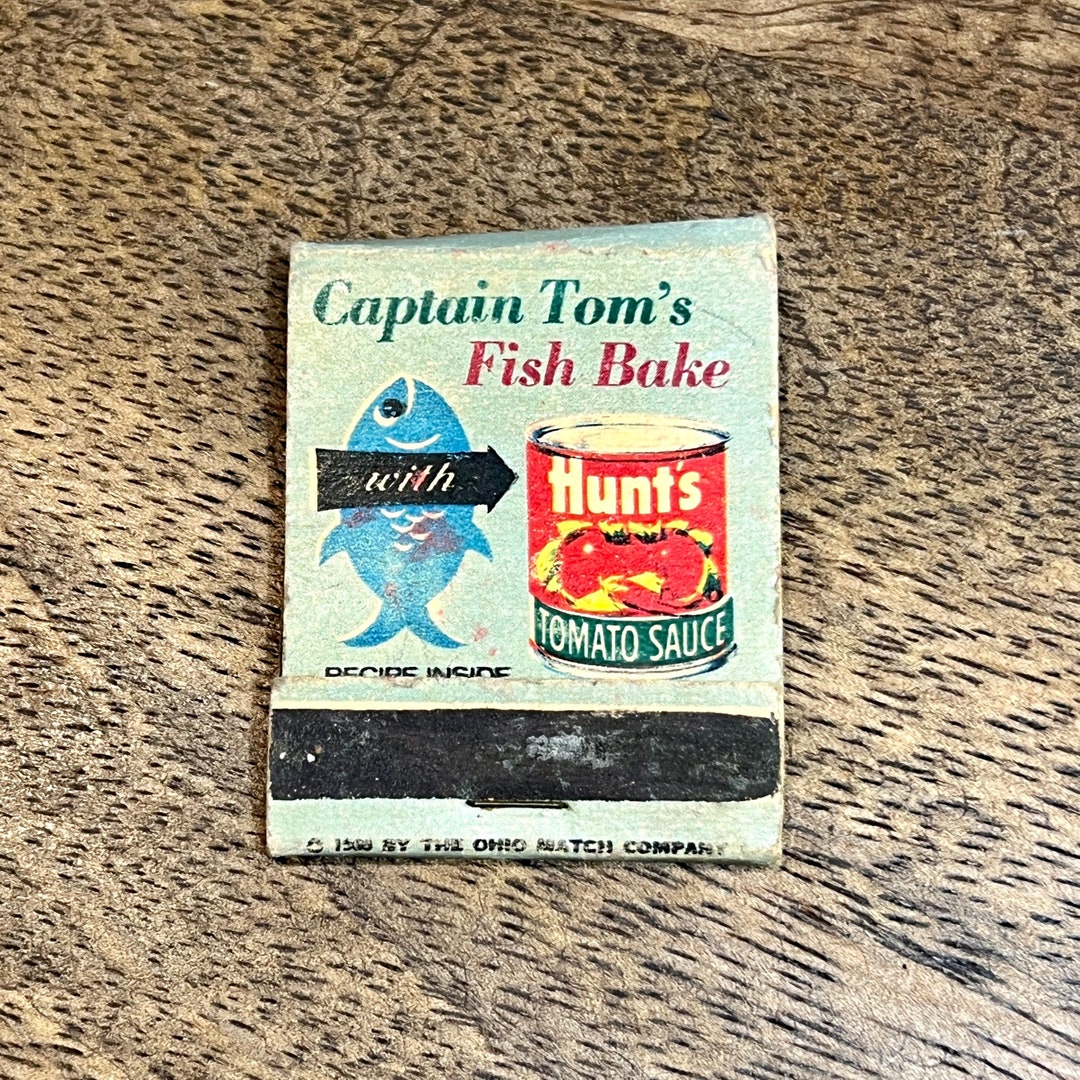 Captain Tom's
Fish Bake
with
Hunt's
TOMATO SAUCE
RECIPE INSIDE
© BY THE OHIO MATCH COMPANY